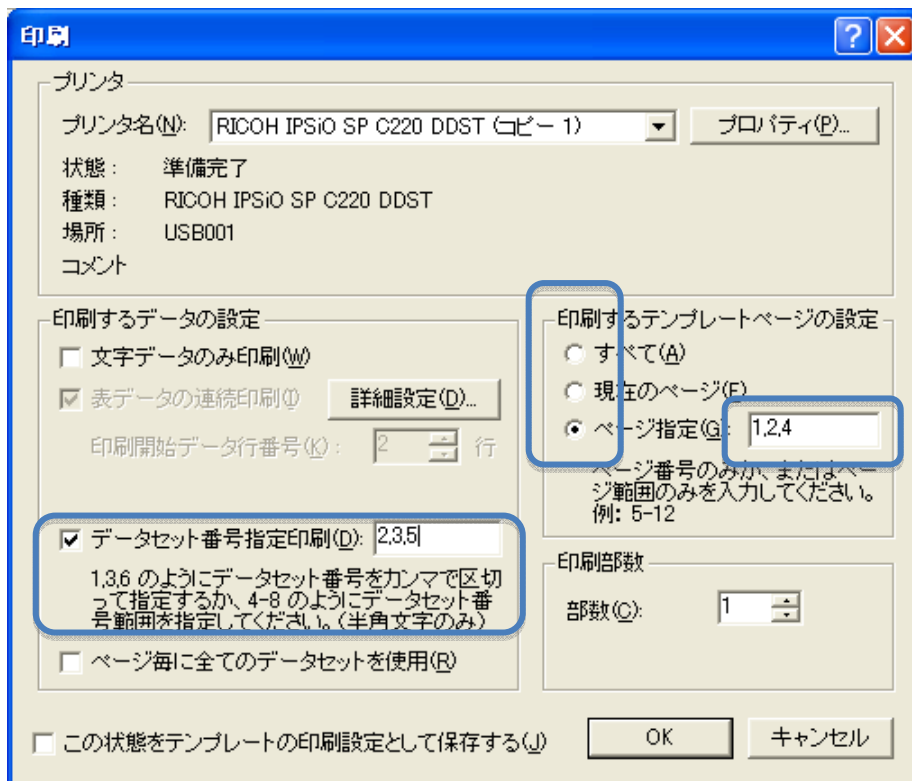 印刷
プリンタ
プリンタ名(N): RICOH IPSiO SP C220 DDST (コピー 1) プロパティ(P)...
状態： 準備完了
種類： RICOH IPSiO SP C220 DDST
場所： USB001
コメント
印刷するデータの設定
文字データのみ印刷(W)
表データの連続印刷(I) 詳細設定(D)...
印刷開始データ行番号(K)： 2 行
データセット番号指定印刷(D): 2,3,5
1,3,6 のようにデータセット番号をカンマで区切
って指定するか、4-8 のようにデータセット番
号範囲を指定してください。(半角文字のみ)
ページ毎に全てのデータセットを使用(R)
印刷するテンプレートページの設定
すべて(A)
現在のページ(E)
ページ指定(G): 1,2,4
ページ番号のみか、またはペー
ジ範囲のみを入力してください。
例: 5-12
印刷部数
部数(C): 1
この状態をテンプレートの印刷設定として保存する(J)
OK キャンセル